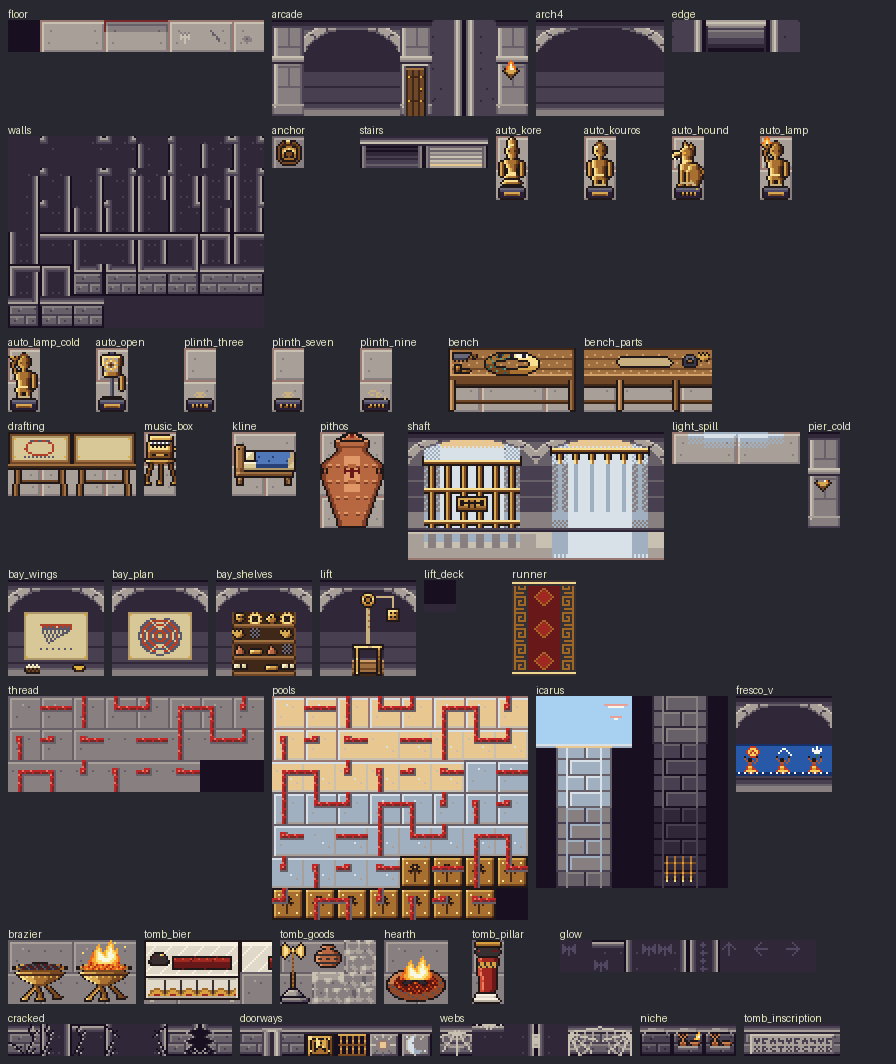 floor arcade arch4 edge
walls anchor stairs auto_kore auto_kouros auto_hound auto_lamp
auto_lamp_cold auto_open plinth_three plinth_seven plinth_nine bench bench_parts
drafting music_box kline pithos shaft light_spill pier_cold
bay_wings bay_plan bay_shelves lift lift_deck runner
thread pools icarus fresco_v
brazier tomb_bier tomb_goods hearth tomb_pillar glow
cracked doorways webs niche tomb_inscription